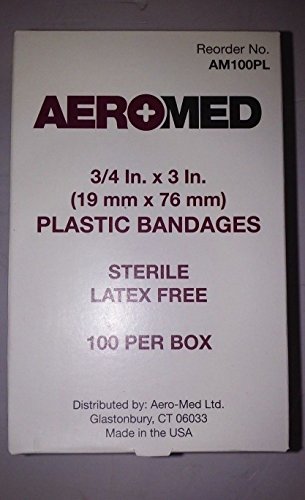 Reorder No.
AM100PL
AEROMED
3/4 In. x 3 In.
(19 mm x 76 mm)
PLASTIC BANDAGES
STERILE
LATEX FREE
100 PER BOX
Distributed by: Aero-Med Ltd.
Glastonbury, CT 06033
Made in the USA